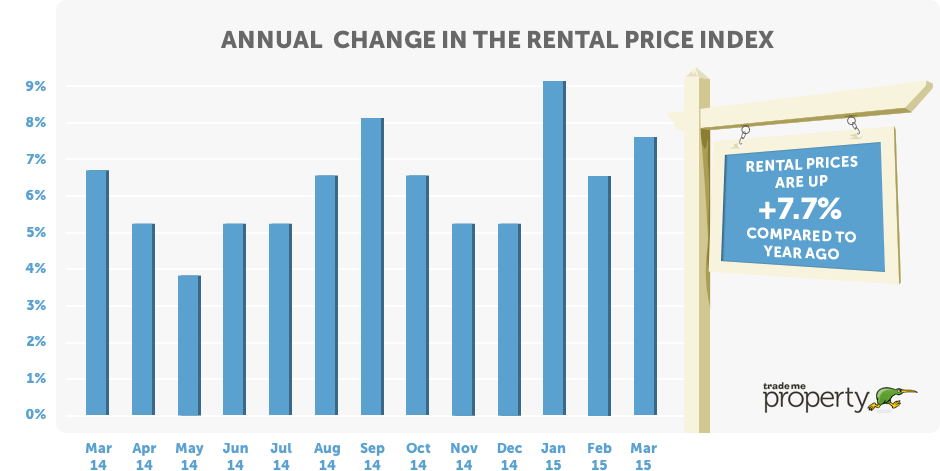 ANNUAL CHANGE IN THE RENTAL PRICE INDEX
9%
8%
7%
6%
5%
4%
3%
2%
1%
0%
Mar 14
Apr 14
May 14
Jun 14
Jul 14
Aug 14
Sep 14
Oct 14
Nov 14
Dec 14
Jan 15
Feb 15
Mar 15
RENTAL PRICES
ARE UP
+7.7%
COMPARED TO
YEAR AGO
trade me
property